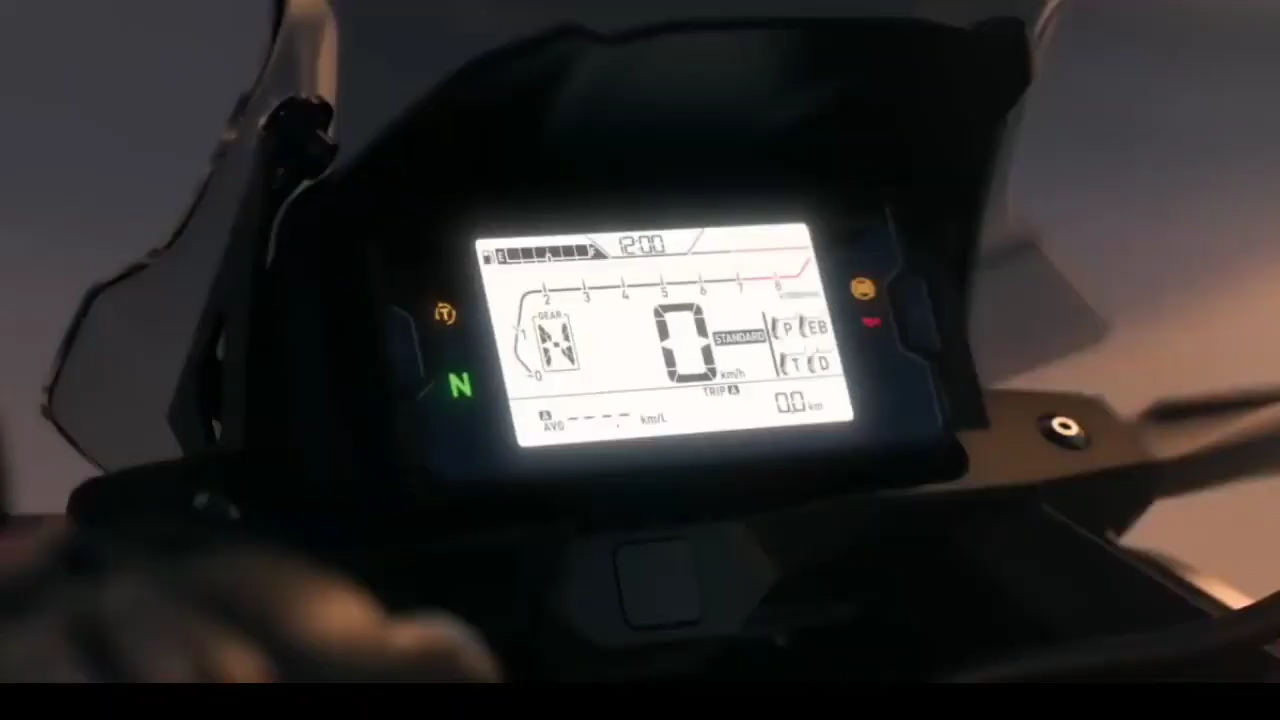 E F 12:00
2 3 4 5 6 7 8
GEAR
1
N
0
STANDARD
P EB
T D
T
N
0
km/h
TRIP A
A
AVG --.- km/L
0.0 km